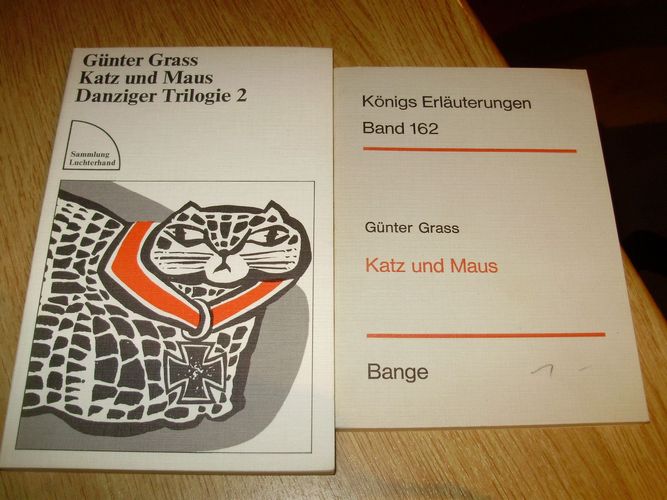 Günter Grass
Katz und Maus
Danziger Trilogie 2
Sammlung
Luchterhand
Königs Erläuterungen
Band 162
Günter Grass
Katz und Maus
Bange